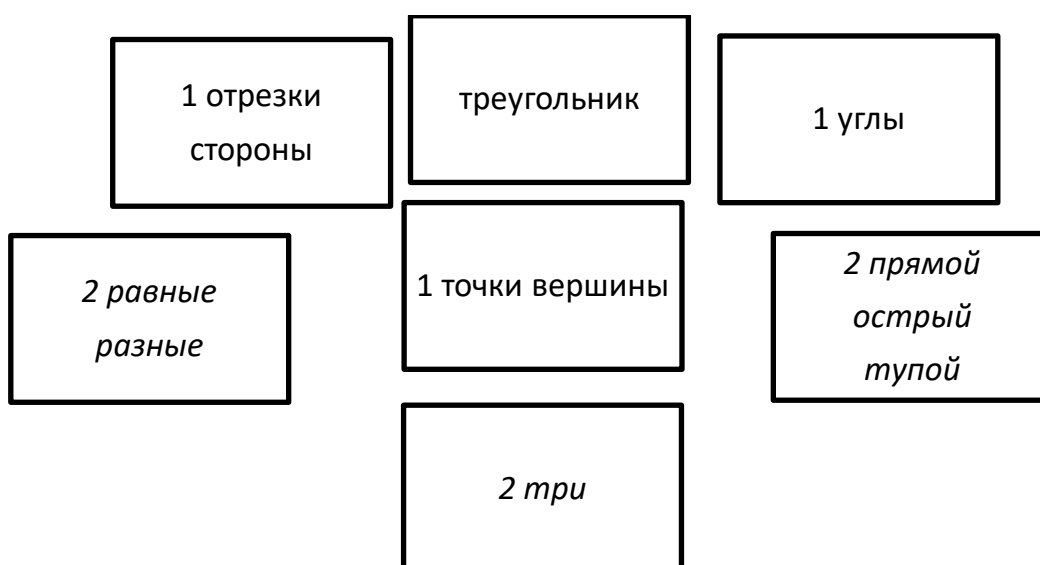 1 отрезки
стороны
треугольник
1 углы
2 равные
разные
1 точки вершины
2 прямой
острый
тупой
2 три